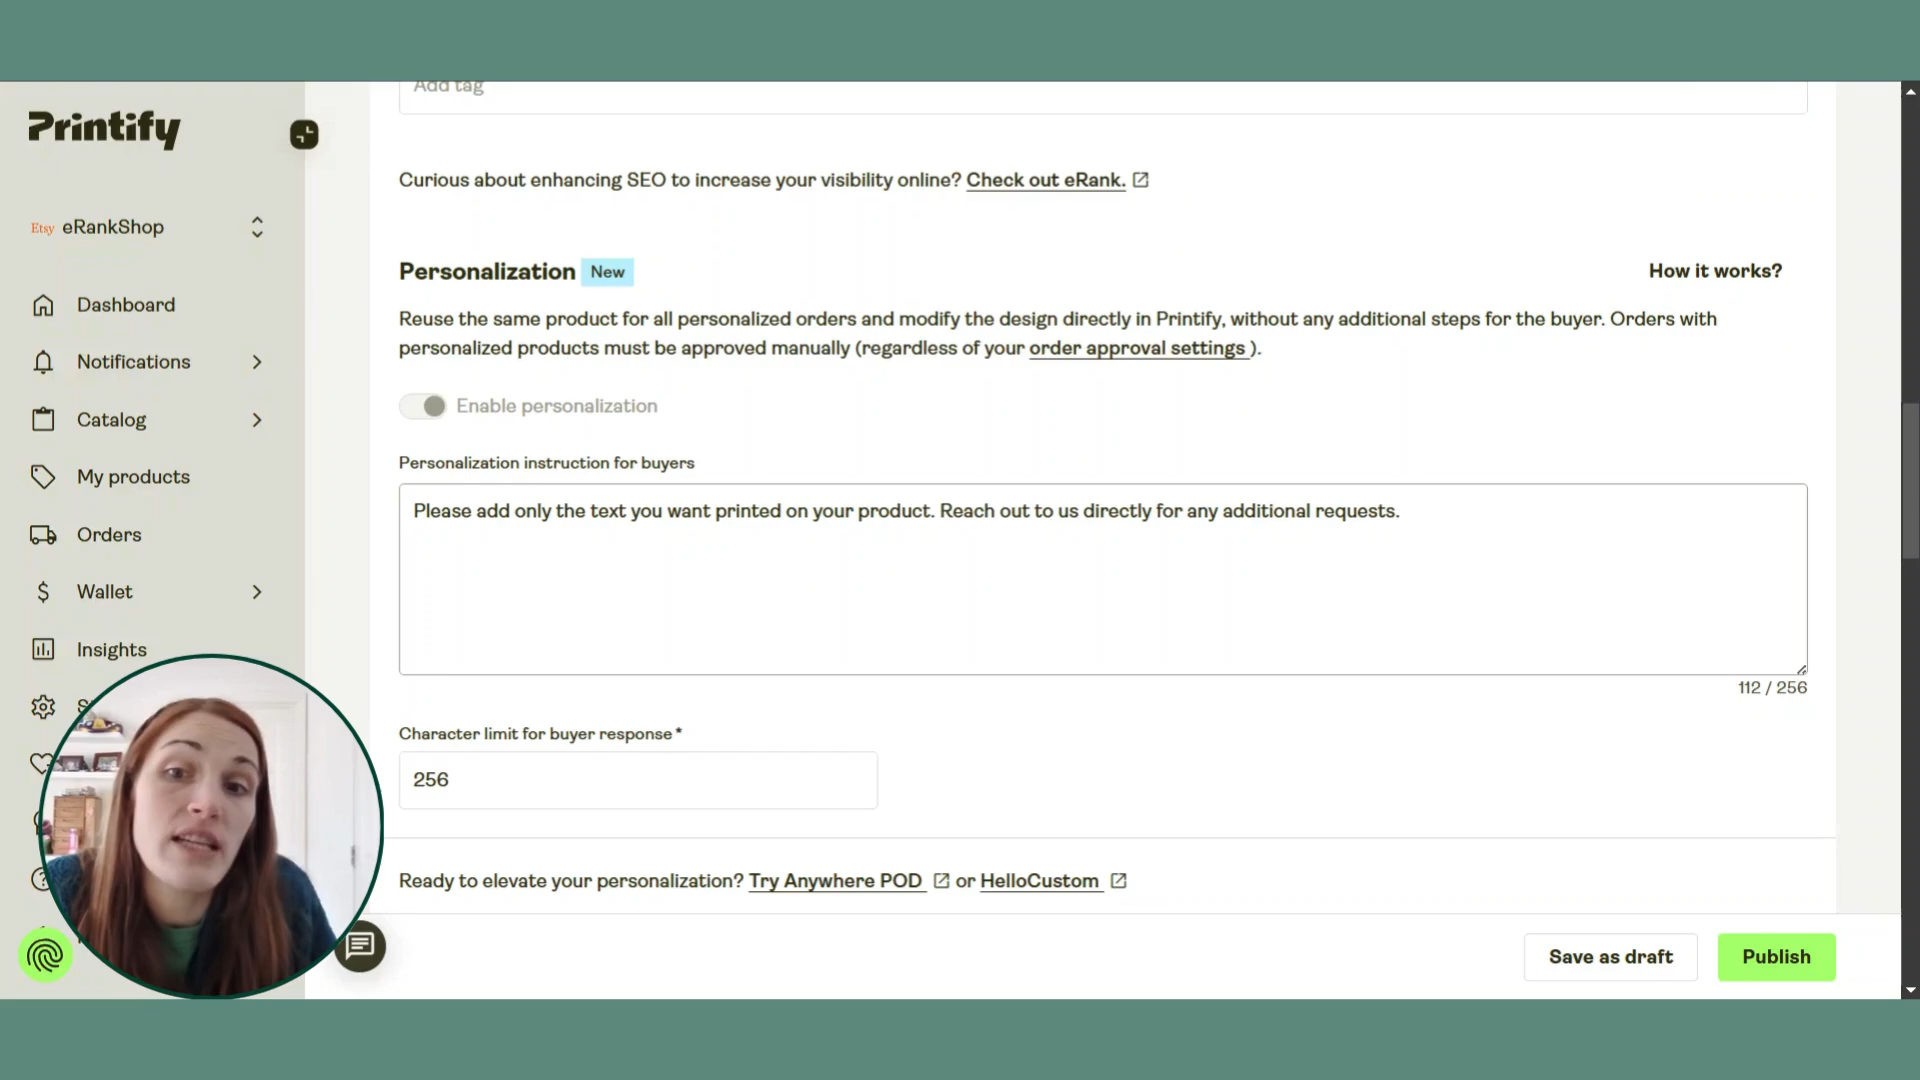 Add tag
Printify
Curious about enhancing SEO to increase your visibility online? Check out eRank.
Etsy eRankShop
Personalization New
How it works?
Dashboard
Reuse the same product for all personalized orders and modify the design directly in Printify, without any additional steps for the buyer. Orders with
personalized products must be approved manually (regardless of your order approval settings ).
Notifications
Enable personalization
Catalog
Personalization instruction for buyers
My products
Please add only the text you want printed on your product. Reach out to us directly for any additional requests.
Orders
Wallet
Insights
112 / 256
Character limit for buyer response*
256
Ready to elevate your personalization? Try Anywhere POD or HelloCustom
Save as draft
Publish